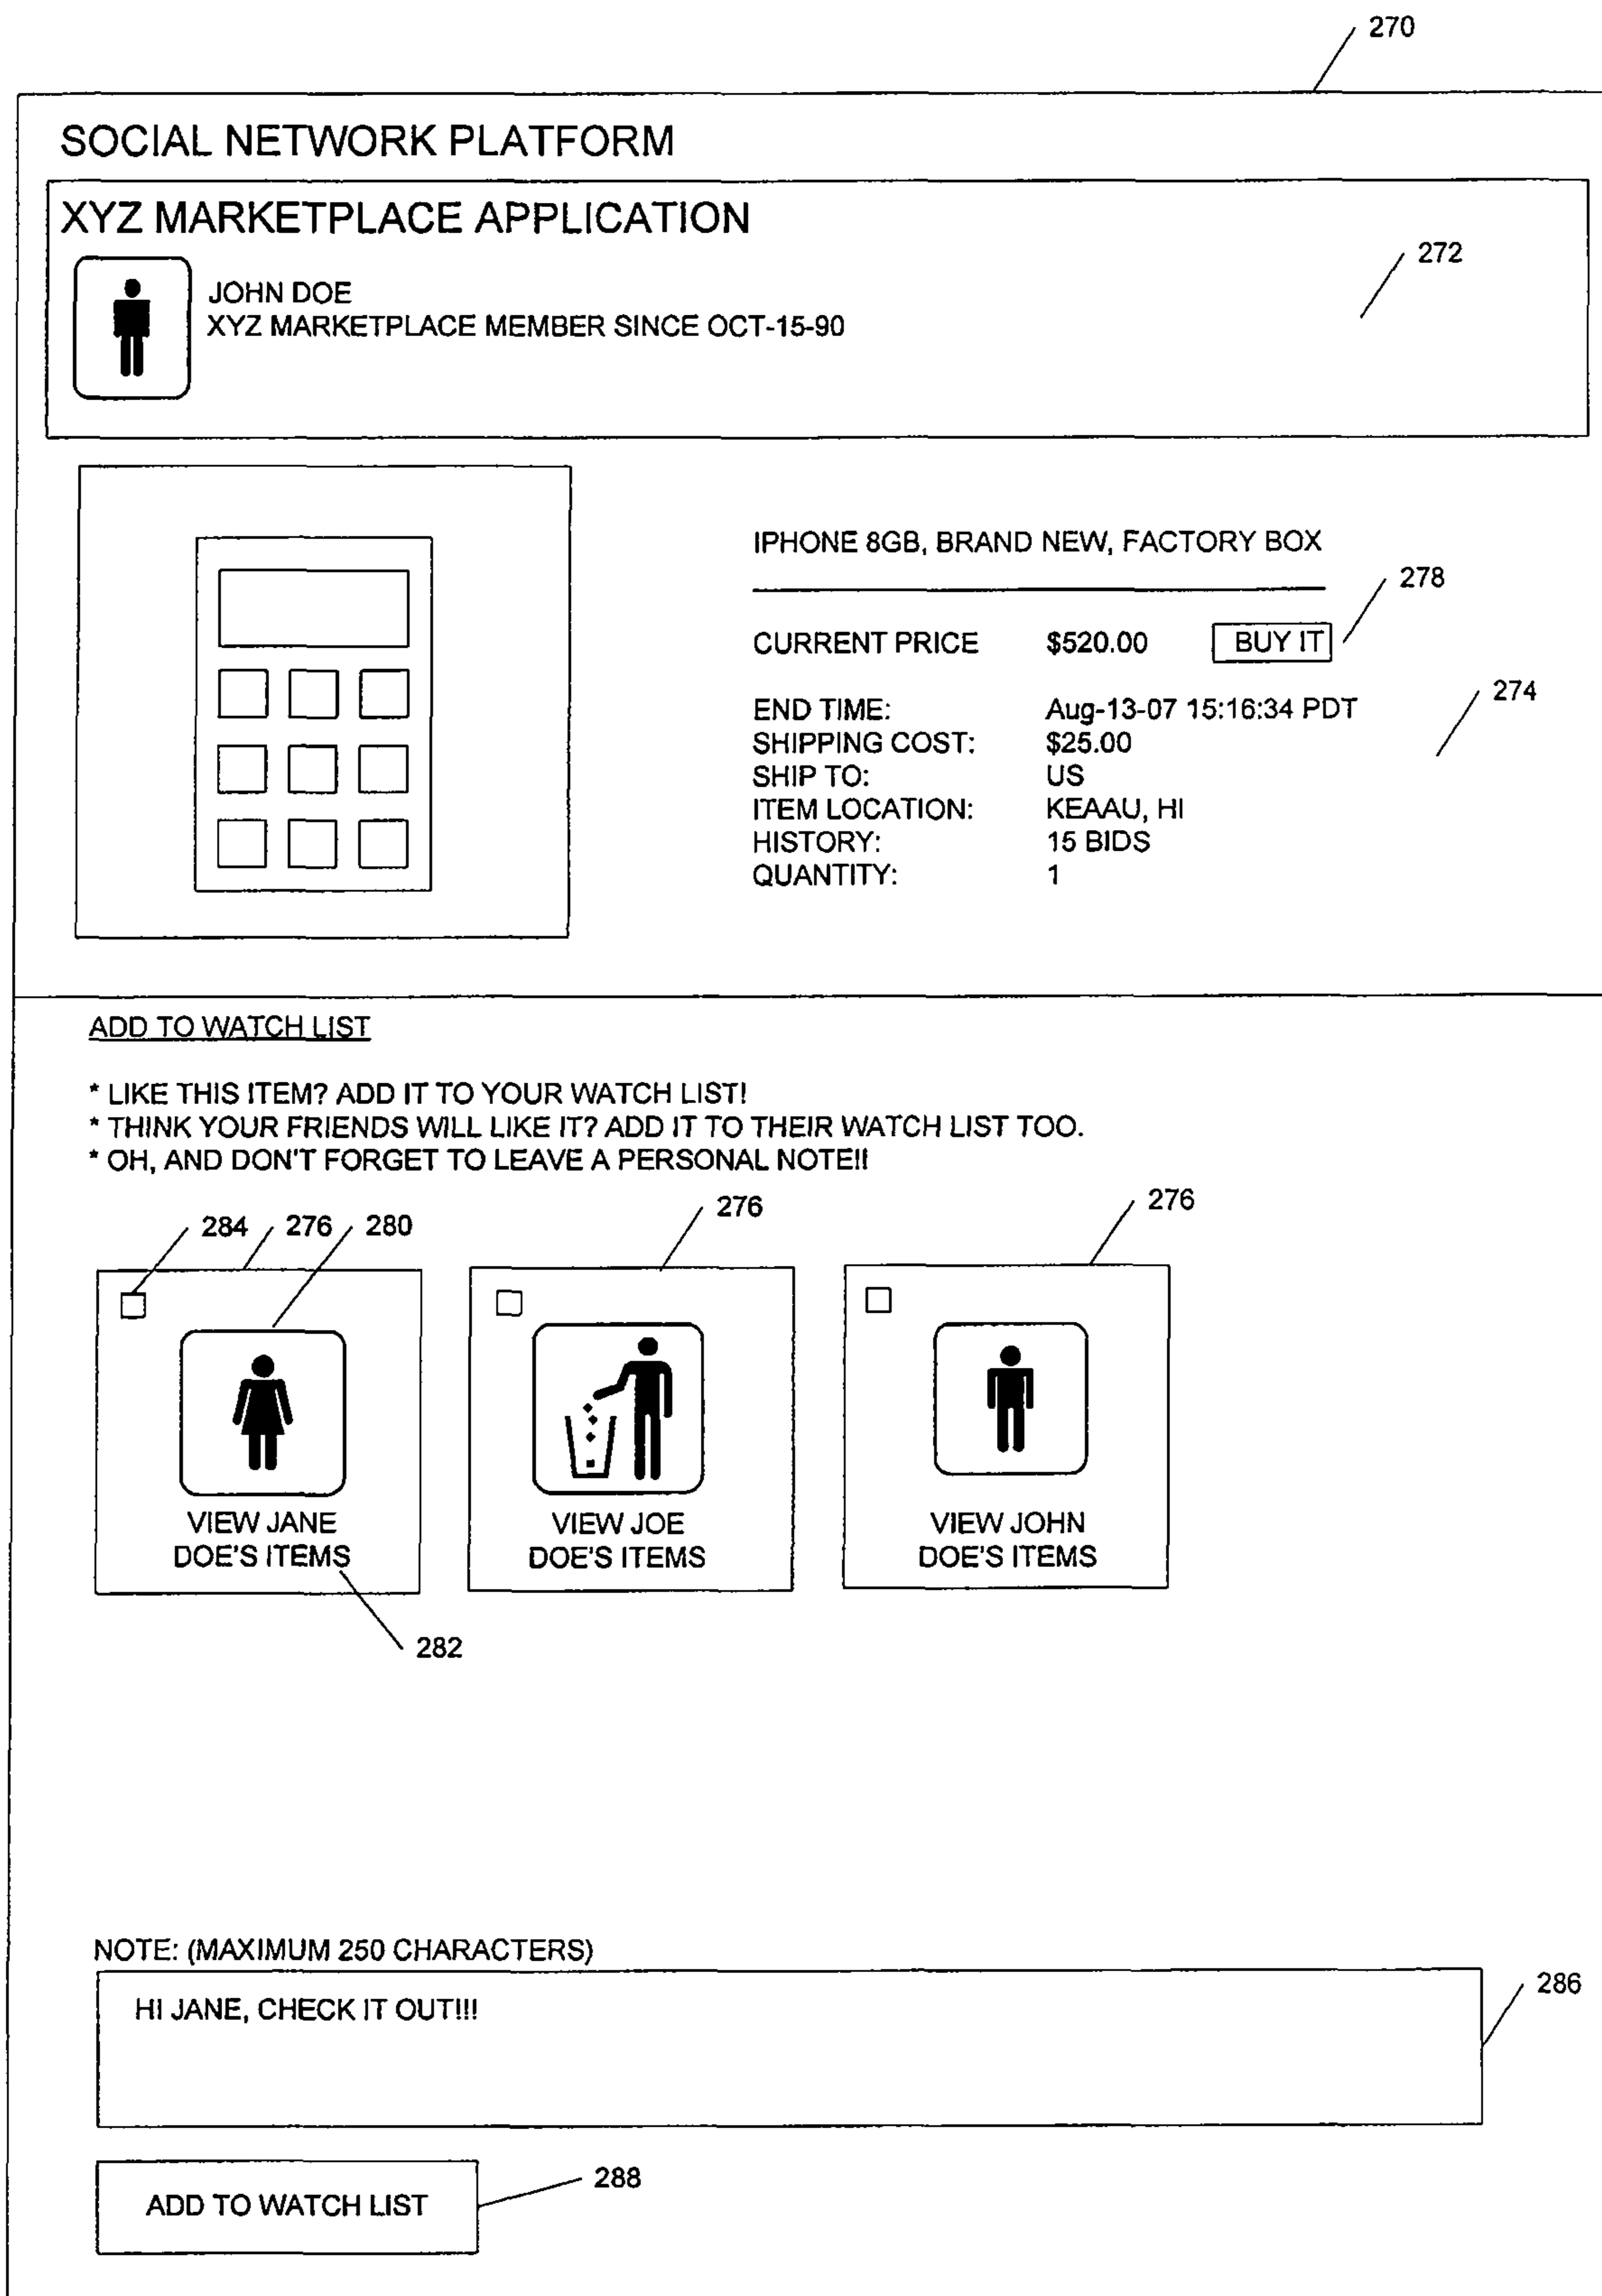 270
SOCIAL NETWORK PLATFORM
XYZ MARKETPLACE APPLICATION
272
JOHN DOE
XYZ MARKETPLACE MEMBER SINCE OCT-15-90
IPHONE 8GB, BRAND NEW, FACTORY BOX
278
CURRENT PRICE $520.00 BUY IT
274
END TIME: Aug-13-07 15:16:34 PDT
SHIPPING COST: $25.00
SHIP TO: US
ITEM LOCATION: KEAAU, HI
HISTORY: 15 BIDS
QUANTITY: 1
ADD TO WATCH LIST
* LIKE THIS ITEM? ADD IT TO YOUR WATCH LIST!
* THINK YOUR FRIENDS WILL LIKE IT? ADD IT TO THEIR WATCH LIST TOO.
* OH, AND DON'T FORGET TO LEAVE A PERSONAL NOTE!!
284 276 280 276 276
VIEW JANE
DOE'S ITEMS
VIEW JOE
DOE'S ITEMS
VIEW JOHN
DOE'S ITEMS
282
NOTE: (MAXIMUM 250 CHARACTERS)
286
HI JANE, CHECK IT OUT!!!
288
ADD TO WATCH LIST